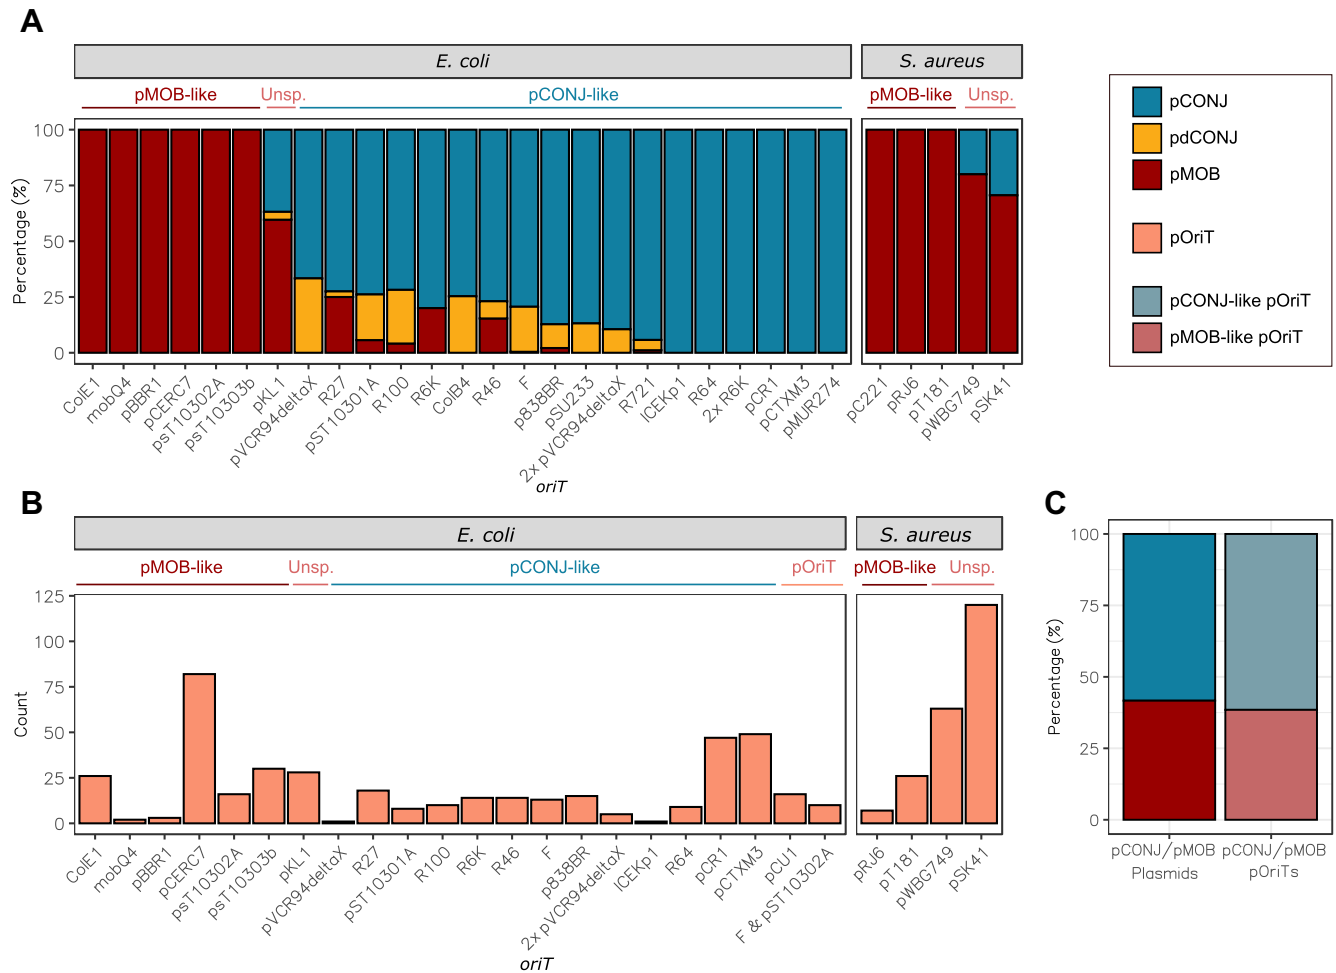 A
E. coli
S. aureus
pMOB-like
Unsp.
pCONJ-like
pMOB-like
Unsp.
100
75
50
25
0
Percentage (%)
ColE1
mobQ4
pBBR1
pCERC7
psT10302A
psT10303b
pKL1
pVCR94deltaX
R27
pST10301A
R100
R6K
ColB4
R46
F
p838BR
pSU233
2x pVCR94deltaX
R721
ICEKp1
R64
2x R6K
pCR1
pCTXM3
pMUR274
pC221
pRJ6
pT181
pWBG749
pSK41
oriT
pCONJ
pdCONJ
pMOB
pOriT
pCONJ-like pOriT
pMOB-like pOriT
B
E. coli
S. aureus
pMOB-like
Unsp.
pCONJ-like
pOriT
pMOB-like
Unsp.
125
100
75
50
25
0
Count
ColE1
mobQ4
pBBR1
pCERC7
psT10302A
psT10303b
pKL1
pVCR94deltaX
R27
pST10301A
R100
R6K
R46
F
p838BR
2x pVCR94deltaX
ICEKp1
R64
pCR1
pCTXM3
pCU1
F & pST10302A
pRJ6
pT181
pWBG749
pSK41
oriT
C
100
75
50
25
0
Percentage (%)
pCONJ/pMOB
Plasmids
pCONJ/pMOB
pOriTs